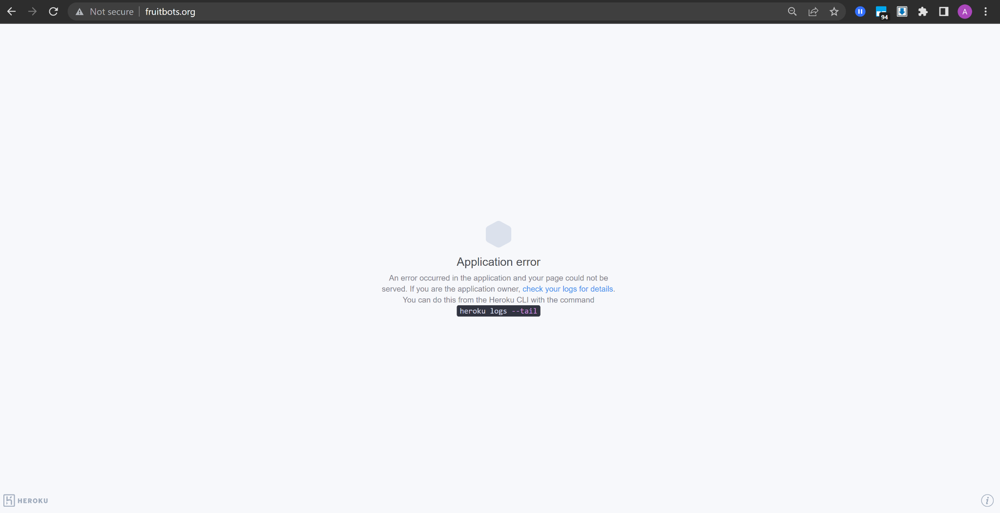 Not secure
fruitbots.org
94
A
Application error
An error occurred in the application and your page could not be
served. If you are the application owner, check your logs for details.
You can do this from the Heroku CLI with the command
heroku logs --tail
HEROKU
i